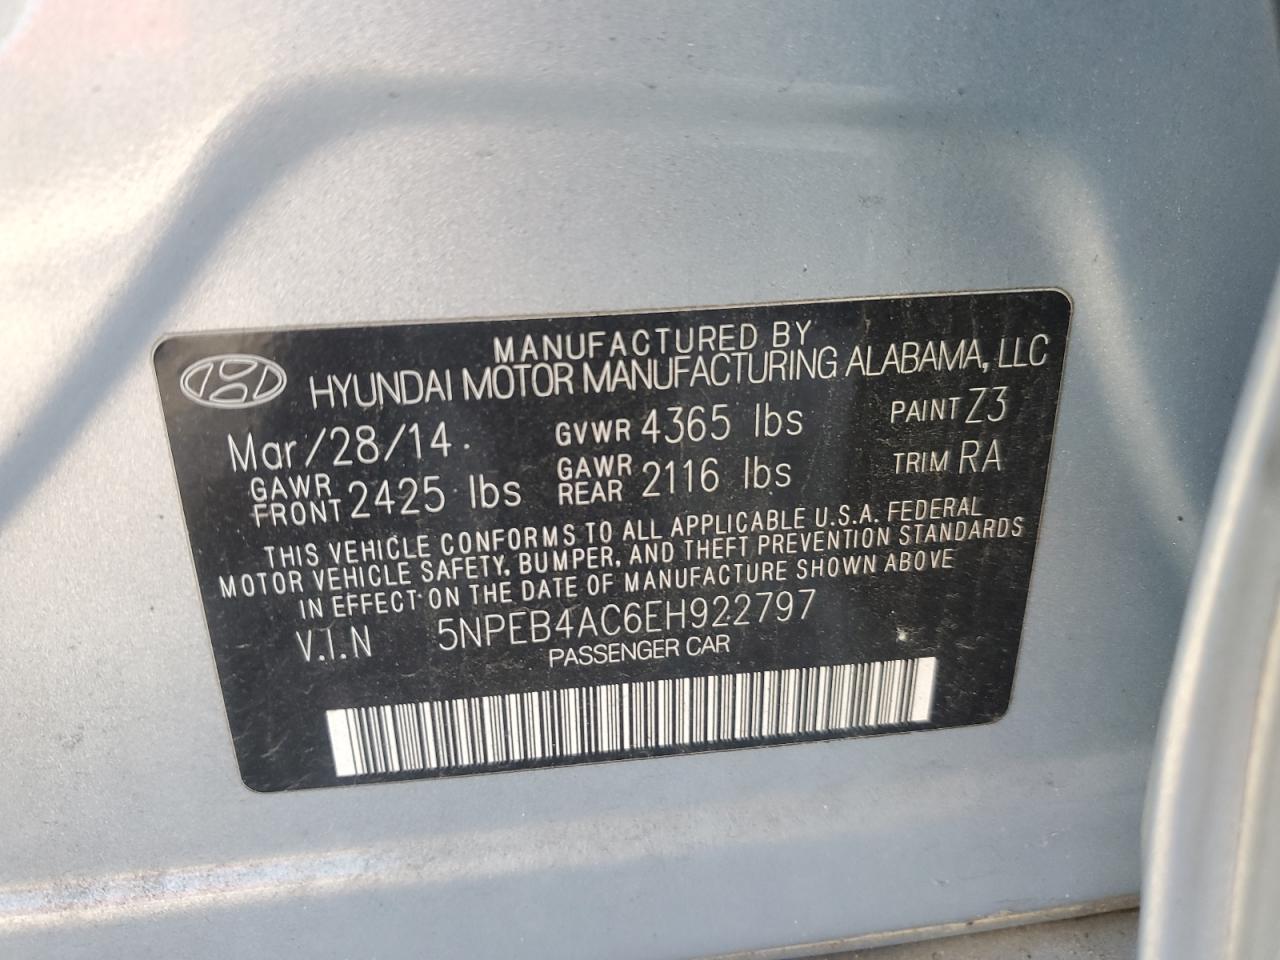 MANUFACTURED BY
HYUNDAI MOTOR MANUFACTURING ALABAMA, LLC
Mar/28/14 GVWR 4365 lbs PAINT Z3
GAWR FRONT 2425 lbs GAWR REAR 2116 lbs TRIM RA
THIS VEHICLE CONFORMS TO ALL APPLICABLE U.S.A. FEDERAL
MOTOR VEHICLE SAFETY, BUMPER, AND THEFT PREVENTION STANDARDS
IN EFFECT ON THE DATE OF MANUFACTURE SHOWN ABOVE
V.I.N 5NPEB4AC6EH922797
PASSENGER CAR